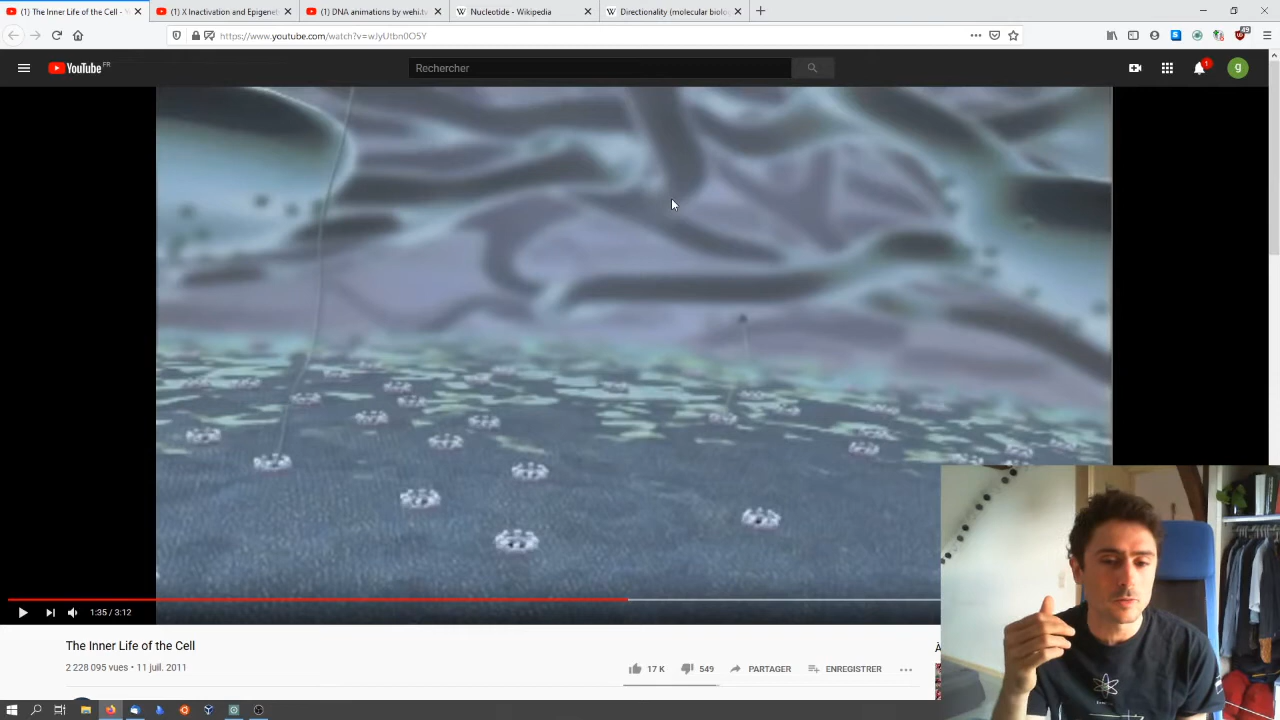 (1) The Inner Life of the Cell - Y
(1) X Inactivation and Epigenet
(1) DNA animations by wehi.tv
Nucleotide - Wikipedia
Directionality (molecular biolog
https://www.youtube.com/watch?v=wJyUtbn0O5Y
YouTube FR
Rechercher
1
g
1:35 / 3:12
The Inner Life of the Cell
2 228 095 vues • 11 juil. 2011
17 K
549
PARTAGER
ENREGISTRER
À